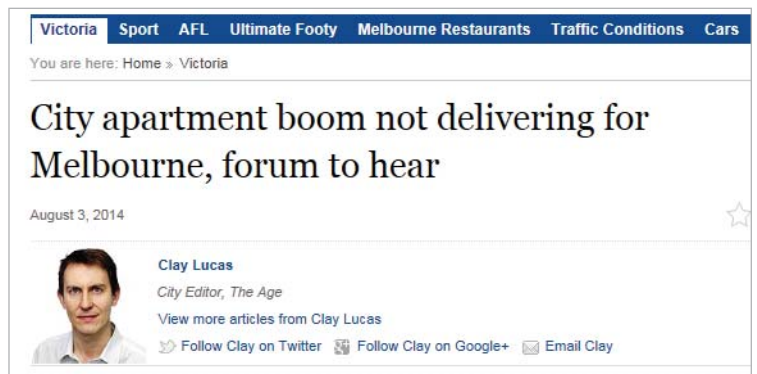 Victoria Sport AFL Ultimate Footy Melbourne Restaurants Traffic Conditions Cars
You are here: Home » Victoria
City apartment boom not delivering for
Melbourne, forum to hear
August 3, 2014
Clay Lucas
City Editor, The Age
View more articles from Clay Lucas
Follow Clay on Twitter Follow Clay on Google+ Email Clay